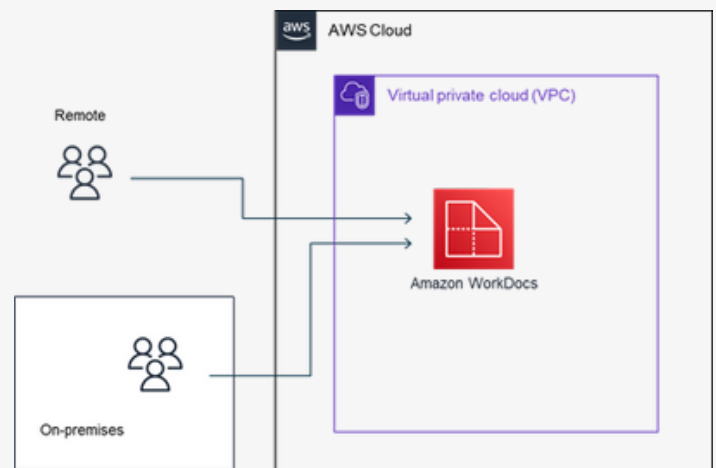 aws
AWS Cloud
Virtual private cloud (VPC)
Remote
Amazon WorkDocs
On-premises